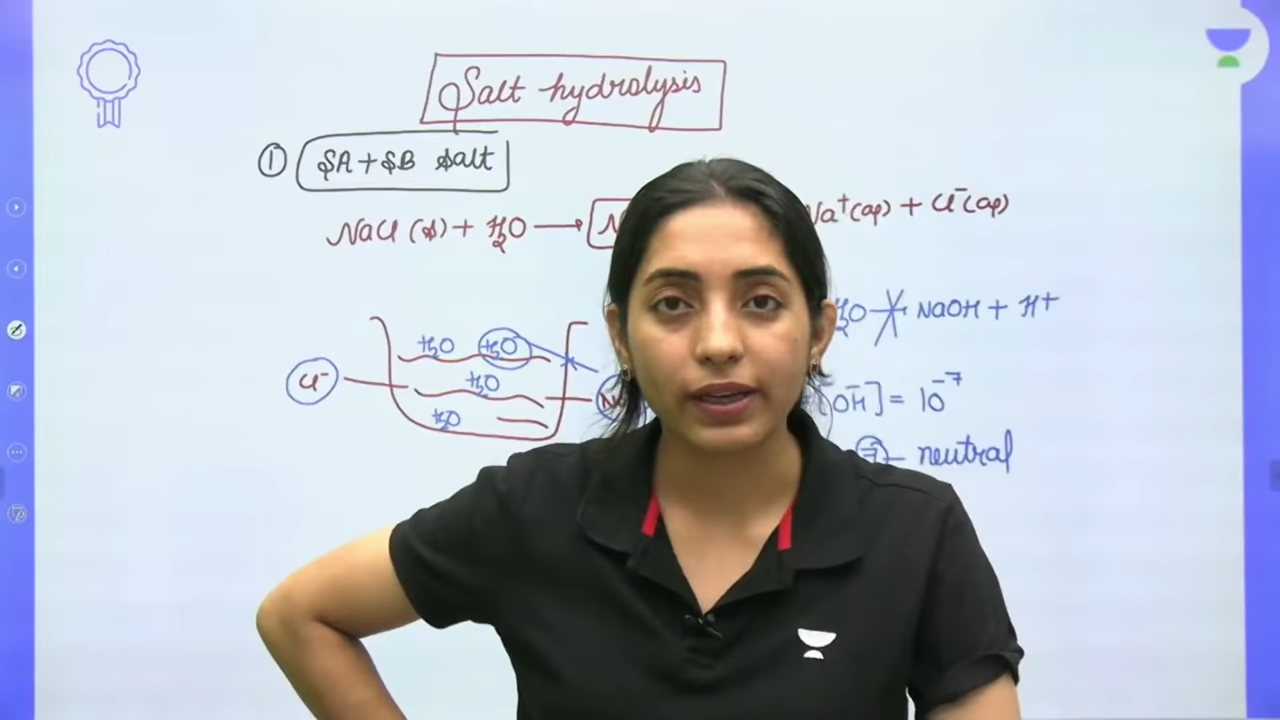 Salt hydrolysis
① SA + SB salt
NaCl (s) + H₂O → Na⁺(aq) + Cl⁻(aq)
H₂O → NaOH + H⁺
H₂O H₂O
Cl⁻ H₂O
[OH⁻] = 10⁻⁷
H₂O
7 neutral